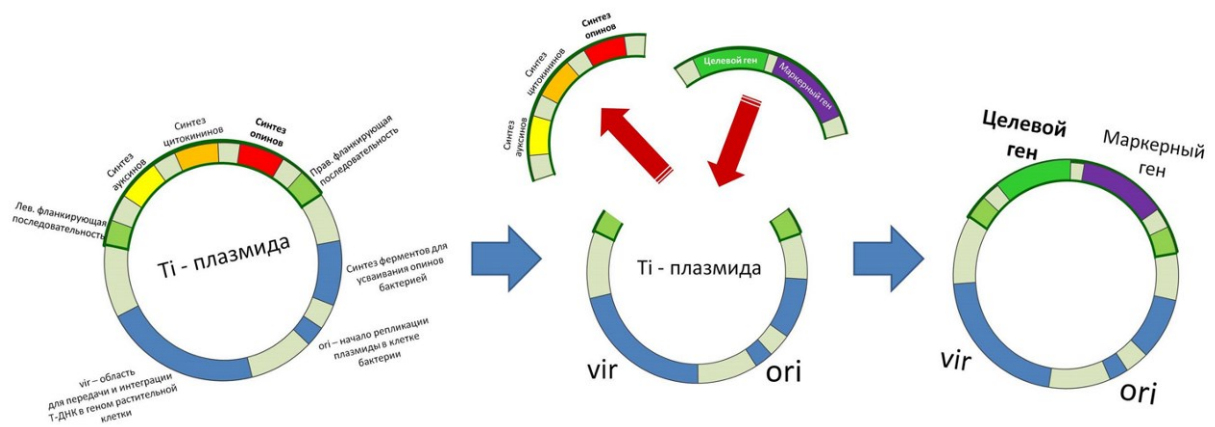 Лев. фланкирующая
последовательность
Синтез
ауксинов
Синтез
цитокининов
Синтез
опинов
Прав. фланкирующая
последовательность
Ti - плазмида
Синтез ферментов для
усваивания опинов
бактерией
ori – начало репликации
плазмиды в клетке
бактерии
vir – область
для передачи и интеграции
Т-ДНК в геном растительной
клетки
Синтез
ауксинов
Синтез
цитокининов
Синтез
опинов
Целевой ген
Маркерный ген
Ti - плазмида
vir
ori
Целевой
ген
Маркерный
ген
vir
ori